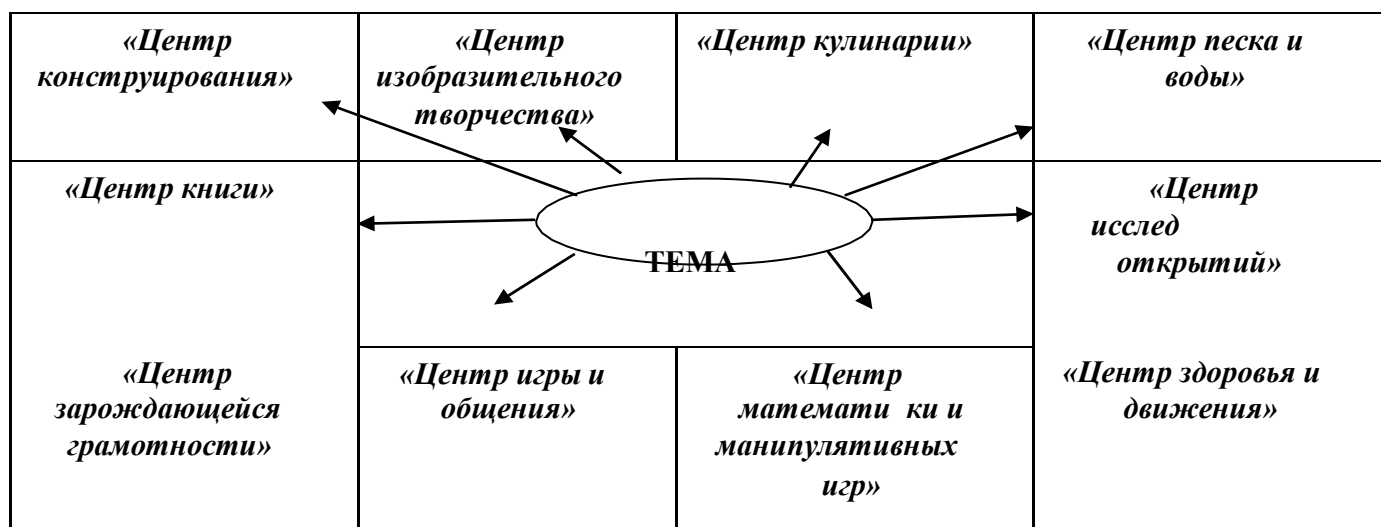 «Центр
конструирования»
«Центр
изобразительного
творчества»
«Центр кулинарии»
«Центр песка и
воды»
«Центр книги»
ТЕМА
«Центр
исслед
открытий»
«Центр
зарождающейся
грамотности»
«Центр игры и
общения»
«Центр
математи ки и
манипулятивных
игр»
«Центр здоровья и
движения»